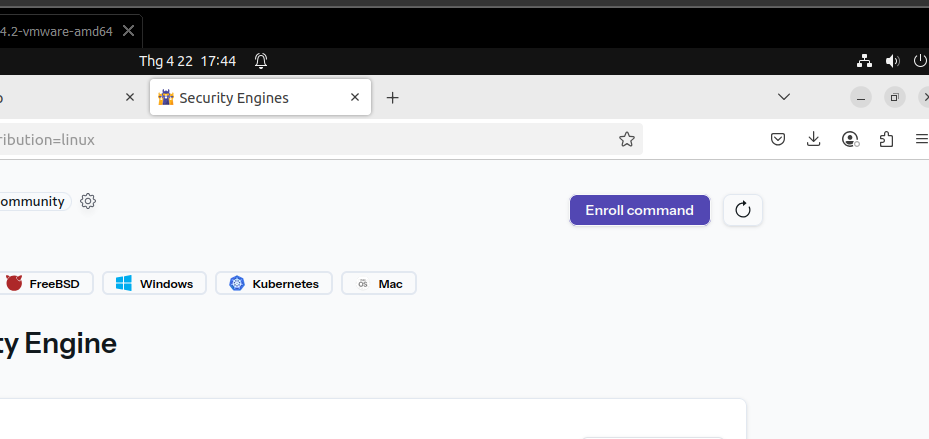 4.2-vmware-amd64
Thg 4 22 17:44
Security Engines
ribution=linux
ommunity
Enroll command
FreeBSD
Windows
Kubernetes
Mac
ty Engine